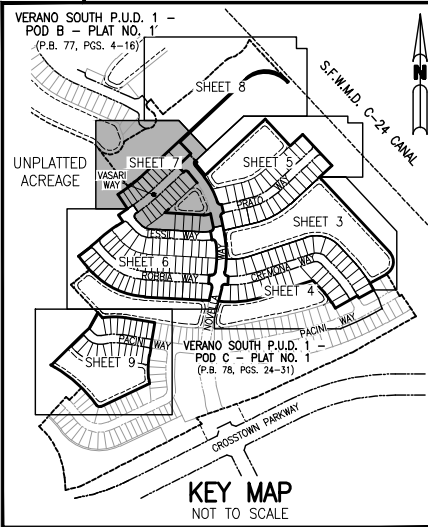 VERANO SOUTH P.U.D. 1 –
POD B – PLAT NO. 1
(P.B. 77, PGS. 4–16)
SHEET 8
S.F.W.M.D. C–24 CANAL
N
UNPLATTED
ACREAGE
SHEET 7
VASARI
WAY
SHEET 5
PRATO WAY
SHEET 3
TESSILI WAY
WAY
SHEET 6
ROBBIA WAY
CREMONA WAY
SHEET 4
NOVELLA
PACINI WAY
PACINI WAY
SHEET 9
VERANO SOUTH P.U.D. 1 –
POD C – PLAT NO. 1
(P.B. 78, PGS. 24–31)
CROSSTOWN PARKWAY
KEY MAP
NOT TO SCALE